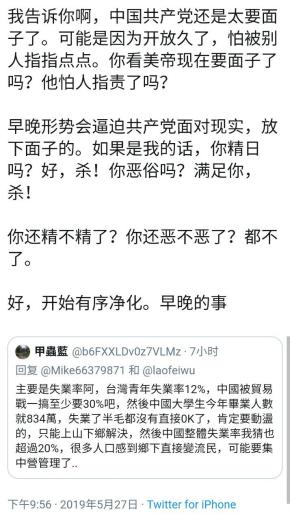 我告诉你啊，中国共产党还是太要面
子了。可能是因为开放久了，怕被别
人指指点点。你看美帝现在要面子了
吗？他怕人指责了吗？
早晚形势会逼迫共产党面对现实，放
下面子的。如果是我的话，你精日
吗？好，杀！你恶俗吗？满足你，
杀！
你还精不精了？你还恶不恶了？都不
了。
好，开始有序净化。早晚的事
甲蟲藍 @b6FXXLDv0z7VLMz · 7小时
回复 @Mike66379871 和 @laofeiwu
主要是失業率阿，台灣青年失業率12%，中國被貿易
戰一搞至少要30%吧，然後中國大學生今年畢業人數
就834萬，失業了半毛都沒有直接0K了，肯定要動盪
的，只能上山下鄉解決，然後中國整體失業率我猜也
超過20%，很多人口感到鄉下直接變流民，可能要集
中營管理了..
下午9:56 · 2019年5月27日 · Twitter for iPhone